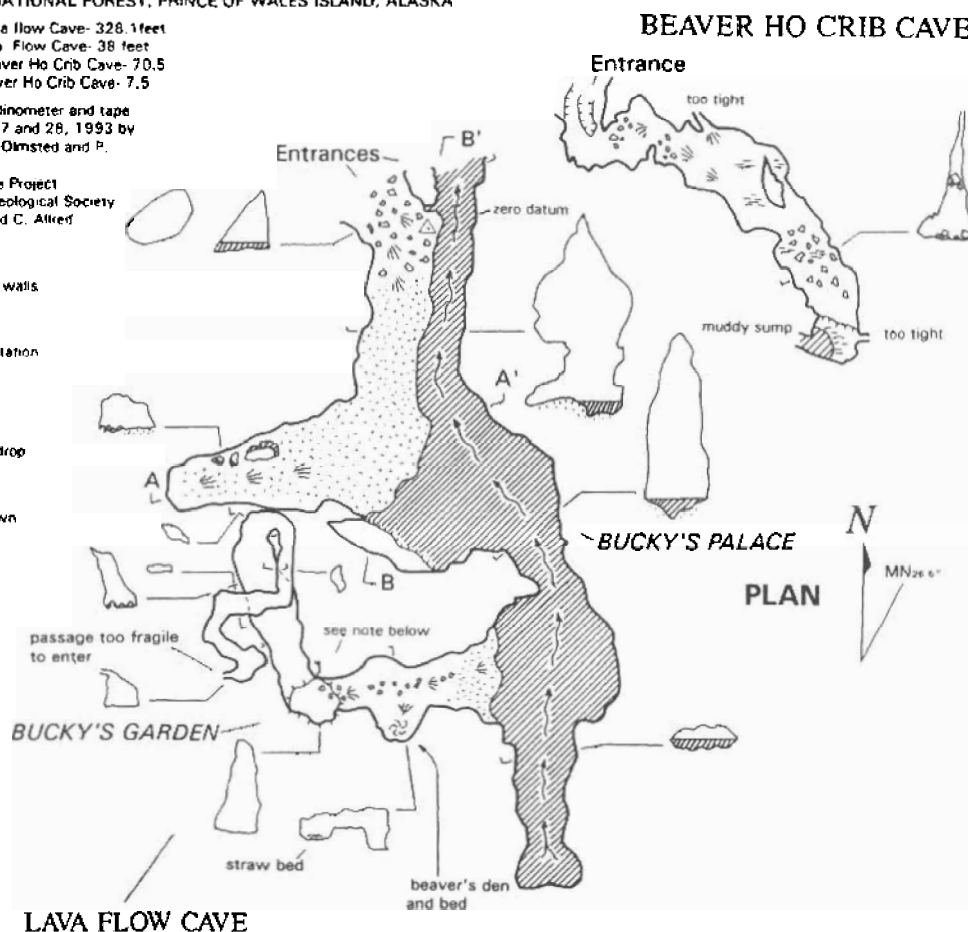 NATIONAL FOREST, PRINCE OF WALES ISLAND, ALASKA
a flow Cave- 328.1feet
Flow Cave- 38 feet
ver Ho Crib Cave- 70.5
ver Ho Crib Cave- 7.5
linometer and tape
7 and 28, 1993 by
Olmsted and P.
Project
eological Society
d C. Allred
walls
tation
drop
wn
BEAVER HO CRIB CAVE
Entrance
too tight
muddy sump
too tight
Entrances
B'
zero datum
A'
A
B
BUCKY'S PALACE
PLAN
N
MN26.6°
passage too fragile
to enter
see note below
BUCKY'S GARDEN
straw bed
beaver's den
and bed
LAVA FLOW CAVE